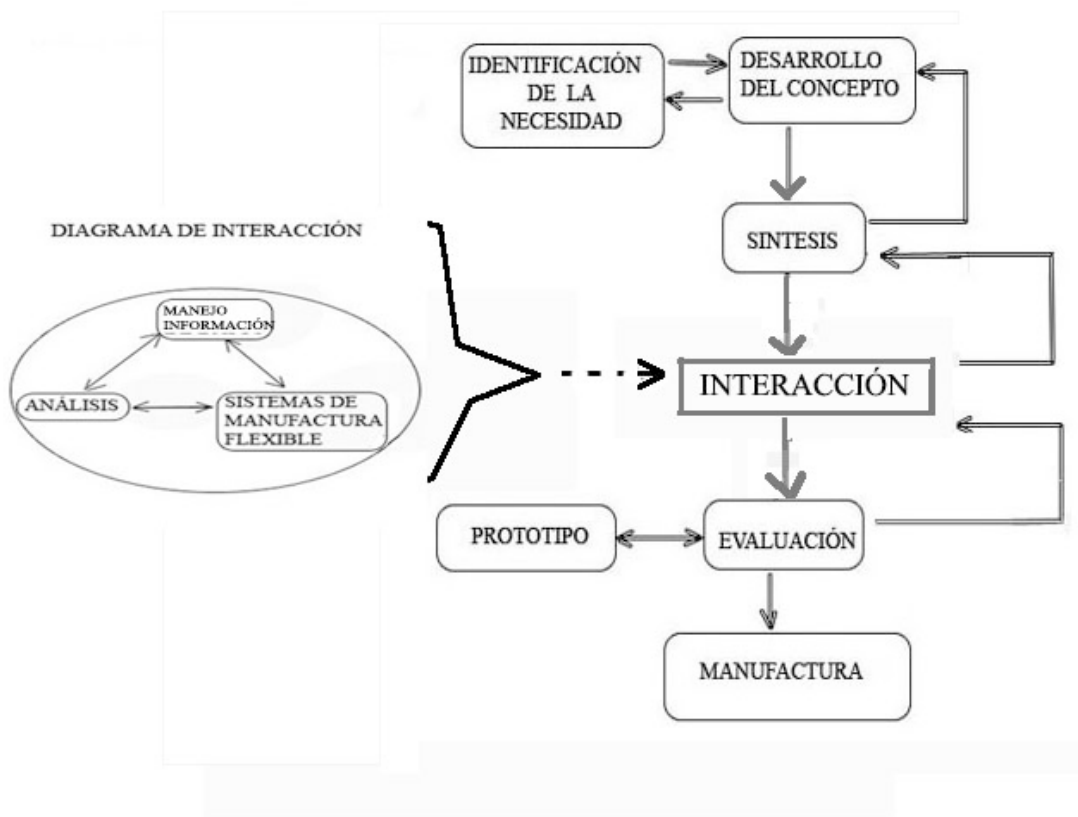 IDENTIFICACIÓN
DE LA
NECESIDAD
DESARROLLO
DEL CONCEPTO
SINTESIS
DIAGRAMA DE INTERACCIÓN
MANEJO
INFORMACIÓN
ANÁLISIS
SISTEMAS DE
MANUFACTURA
FLEXIBLE
INTERACCIÓN
PROTOTIPO
EVALUACIÓN
MANUFACTURA